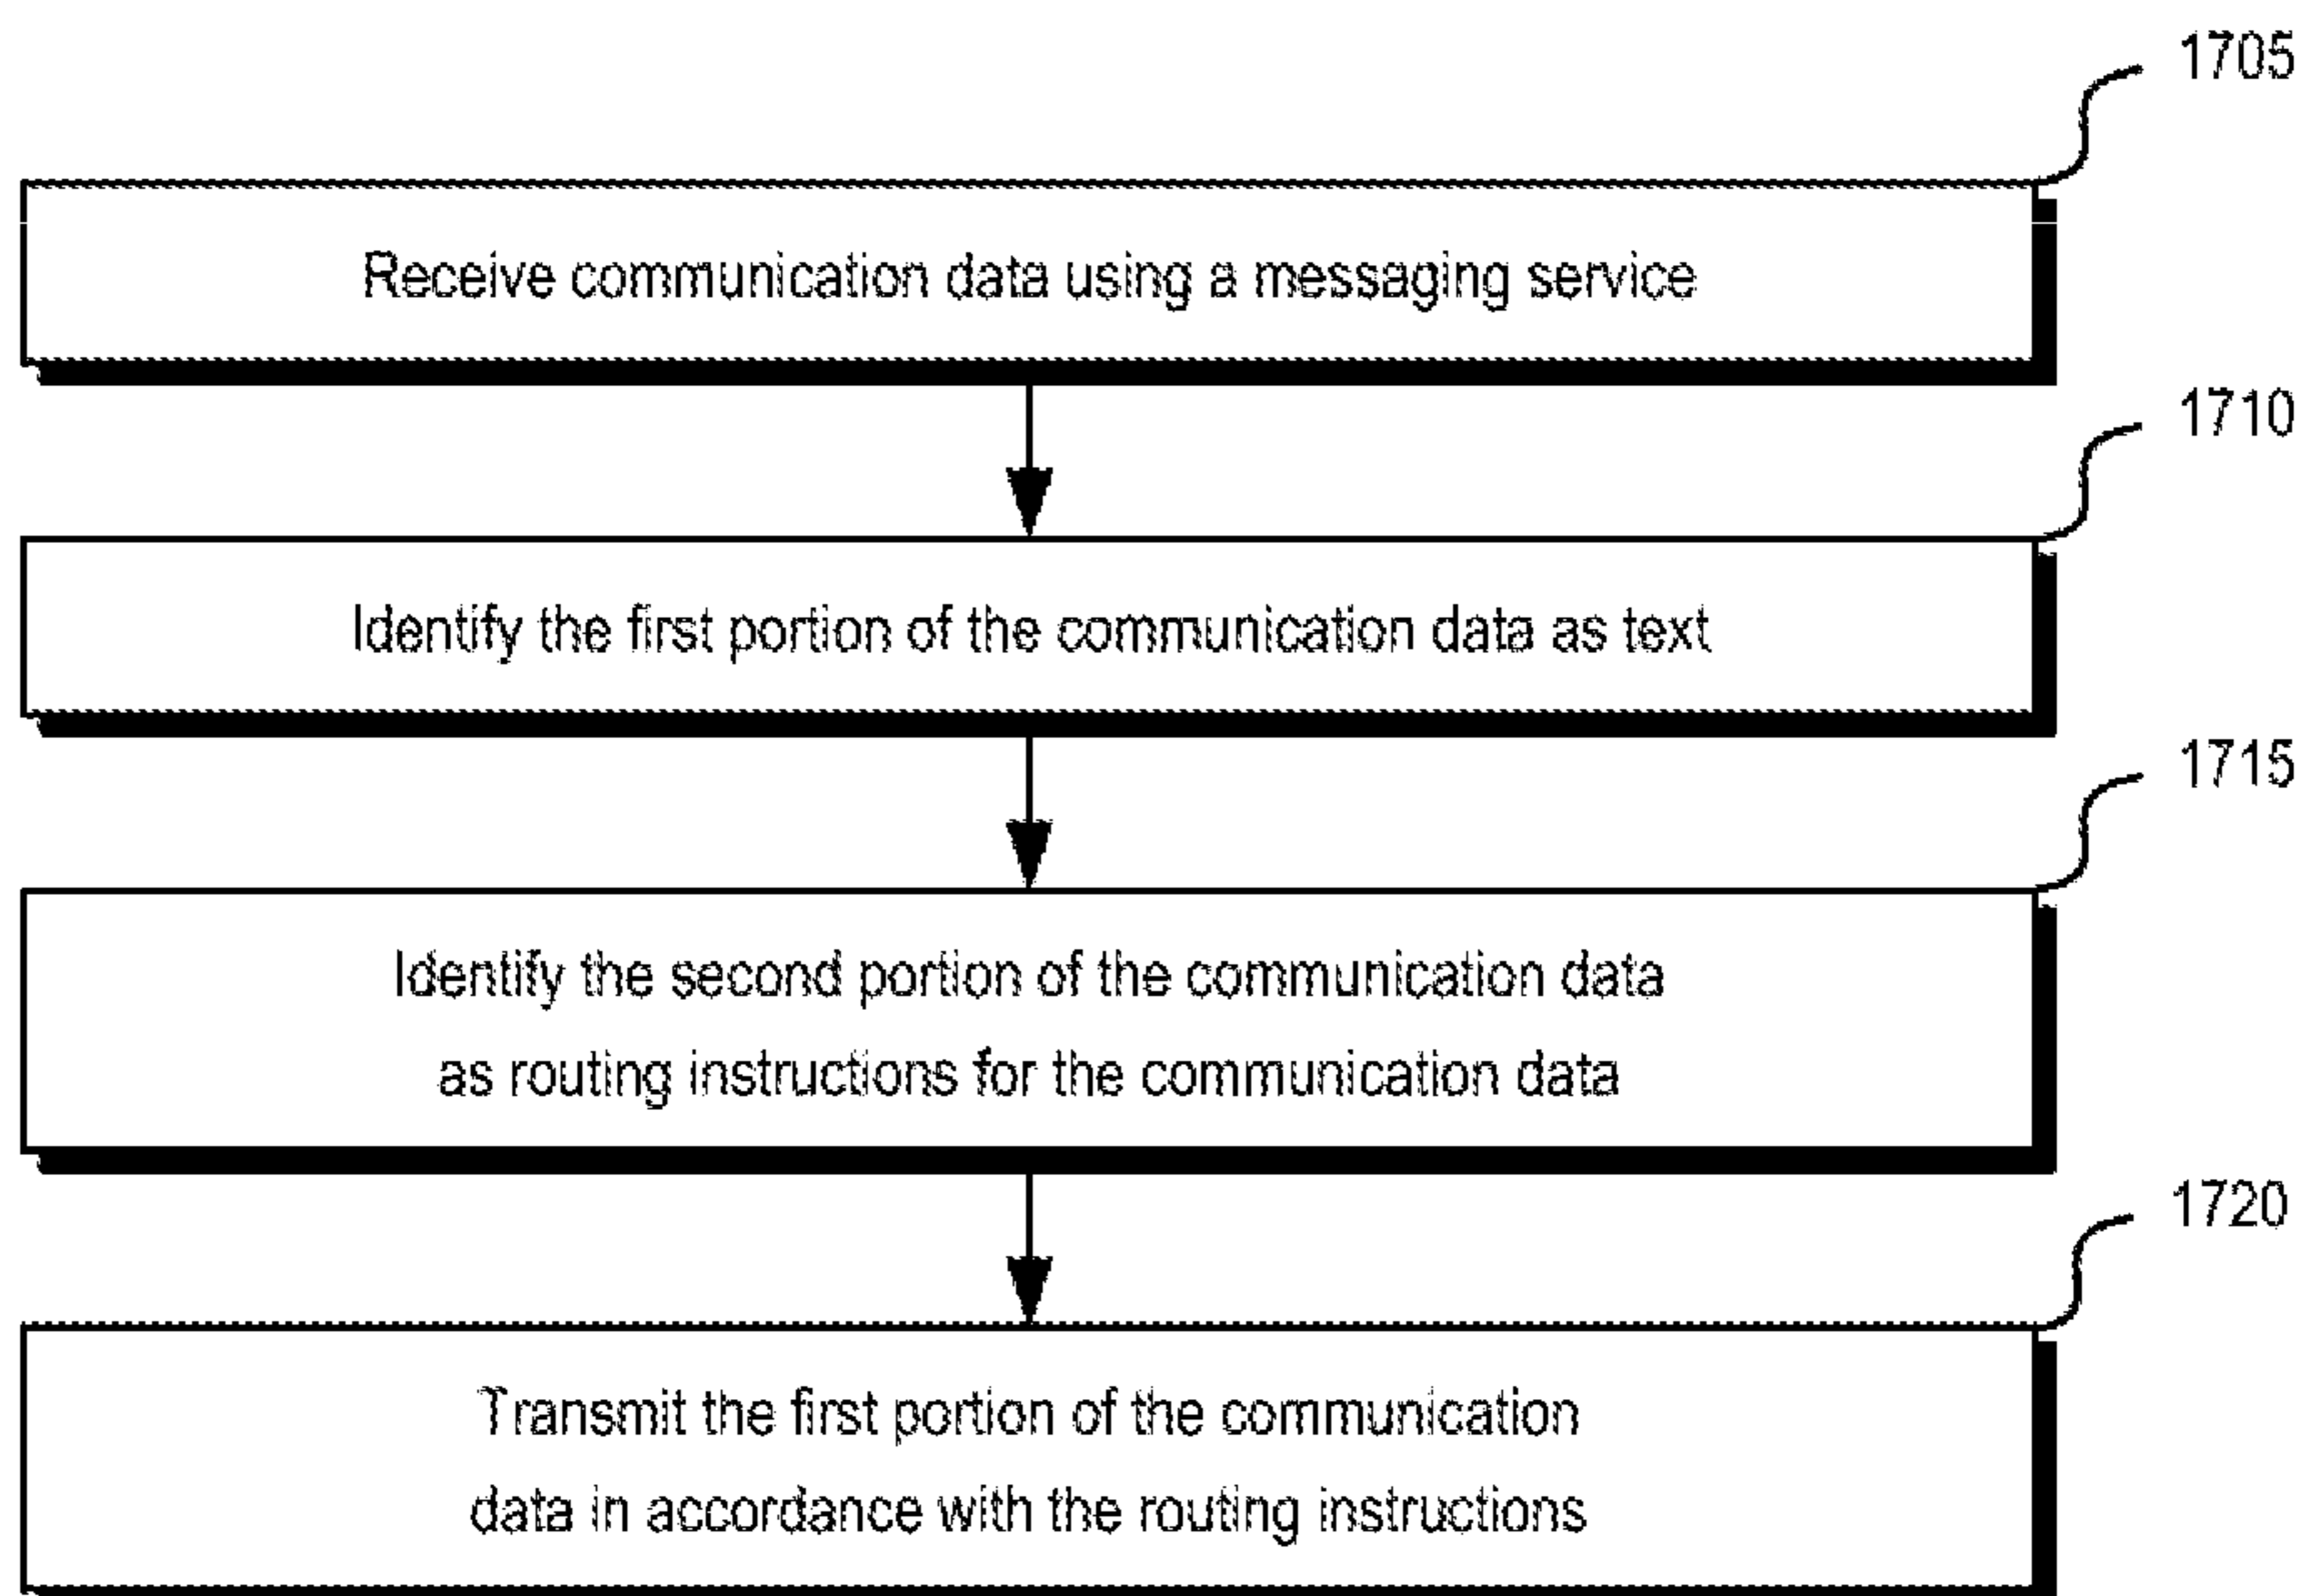 1705
Receive communication data using a messaging service
1710
Identify the first portion of the communication data as text
1715
Identify the second portion of the communication data
as routing instructions for the communication data
1720
Transmit the first portion of the communication
data in accordance with the routing instructions